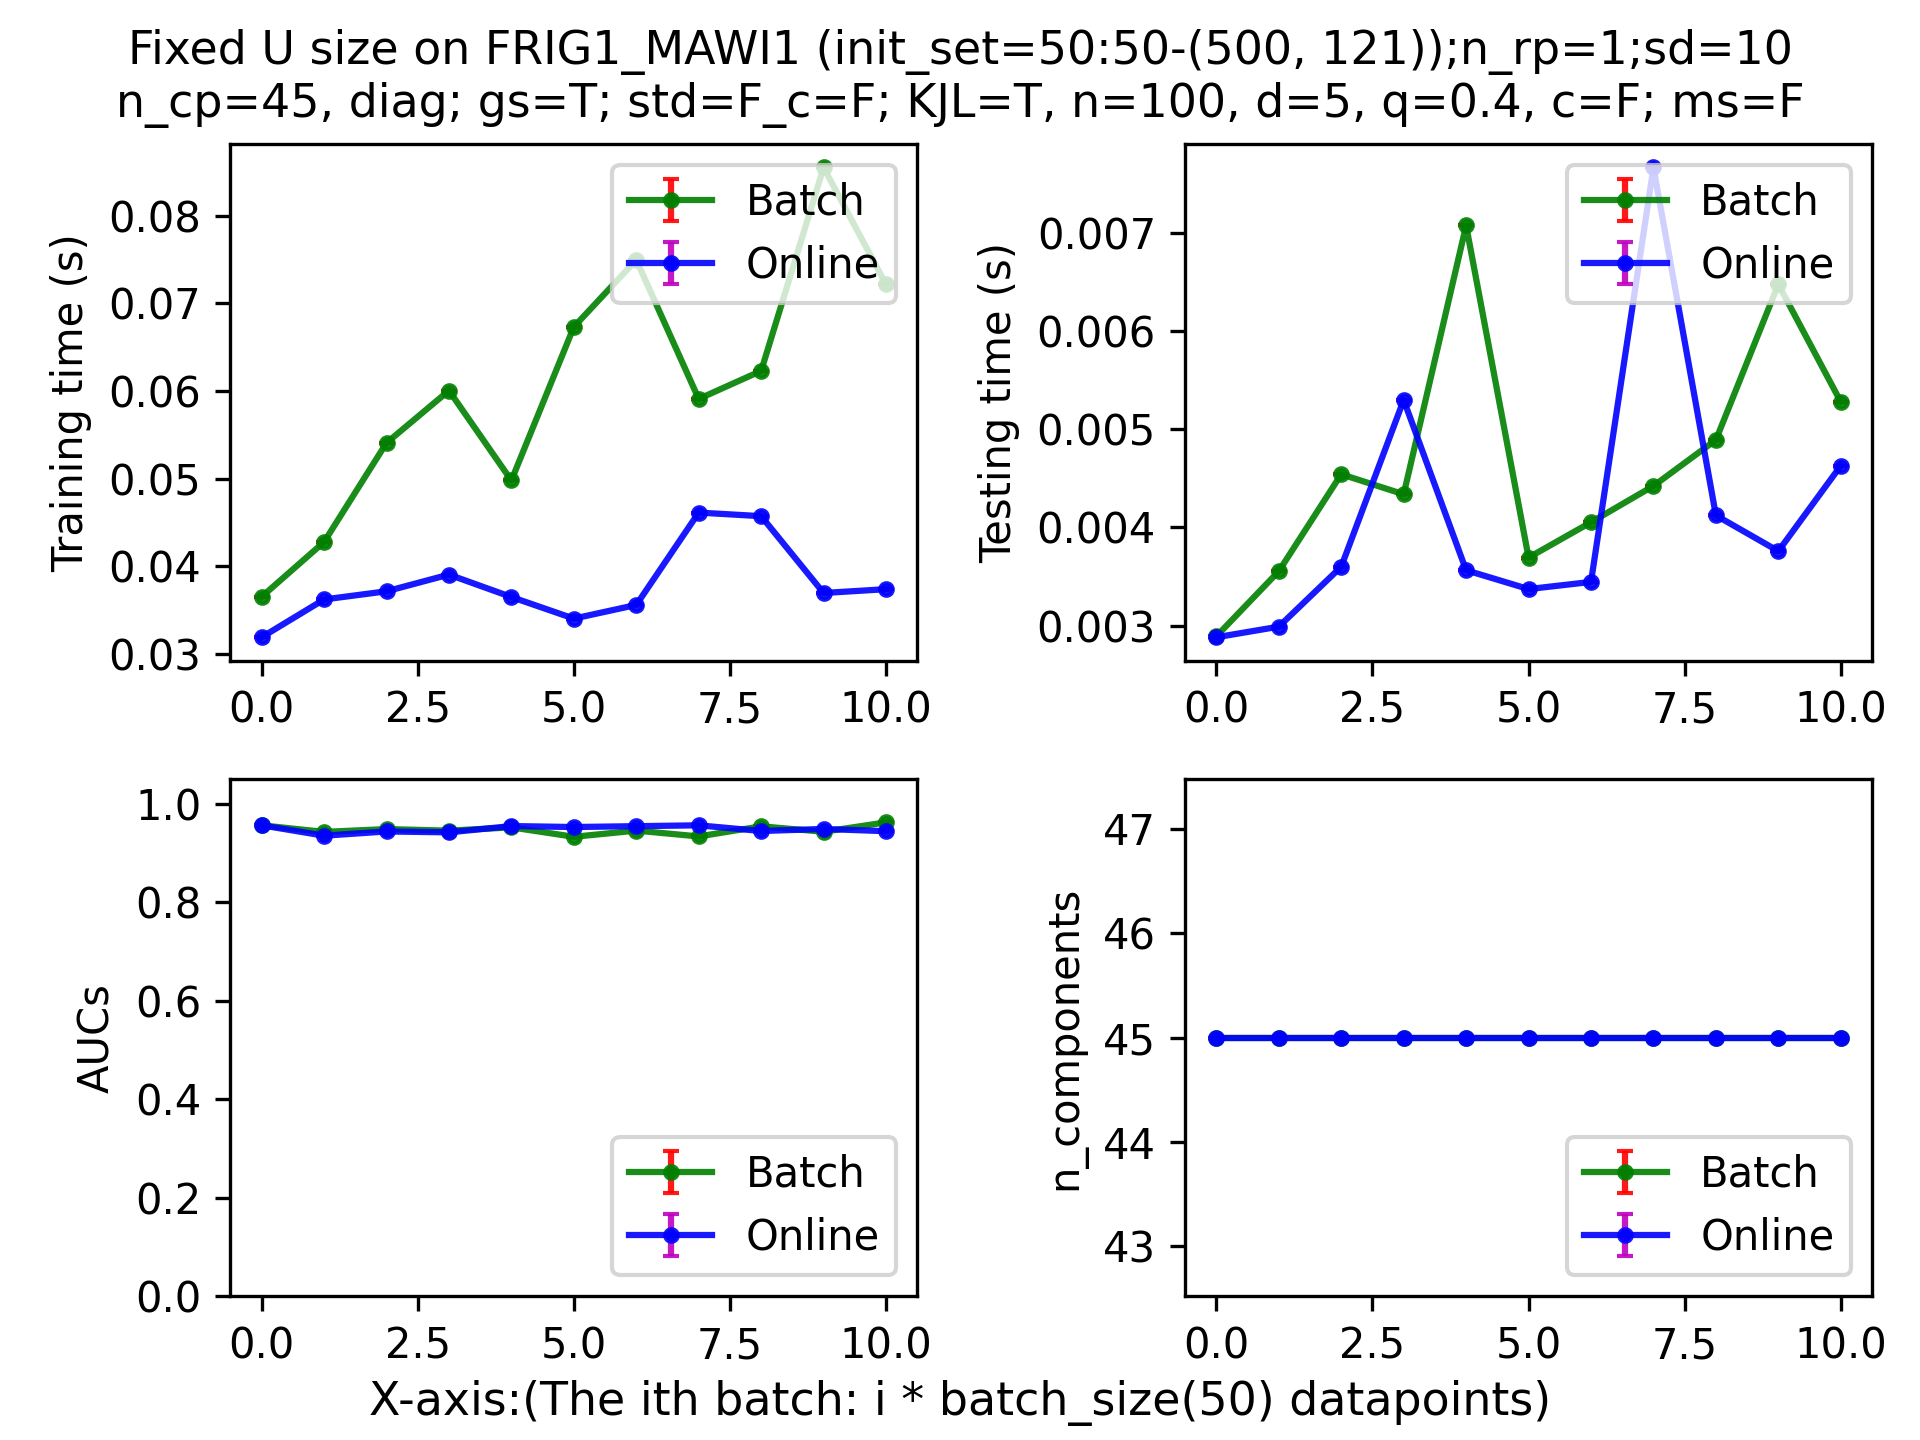 Fixed U size on FRIG1_MAWI1 (init_set=50:50-(500, 121));n_rp=1;sd=10
n_cp=45, diag; gs=T; std=F_c=F; KJL=T, n=100, d=5, q=0.4, c=F; ms=F
Training time (s)
0.08
0.07
0.06
0.05
0.04
0.03
0.0 2.5 5.0 7.5 10.0
Batch
Online
Testing time (s)
0.007
0.006
0.005
0.004
0.003
0.0 2.5 5.0 7.5 10.0
Batch
Online
AUCs
1.0
0.8
0.6
0.4
0.2
0.0
0.0 2.5 5.0 7.5 10.0
Batch
Online
n_components
47
46
45
44
43
0.0 2.5 5.0 7.5 10.0
Batch
Online
X-axis:(The ith batch: i * batch_size(50) datapoints)